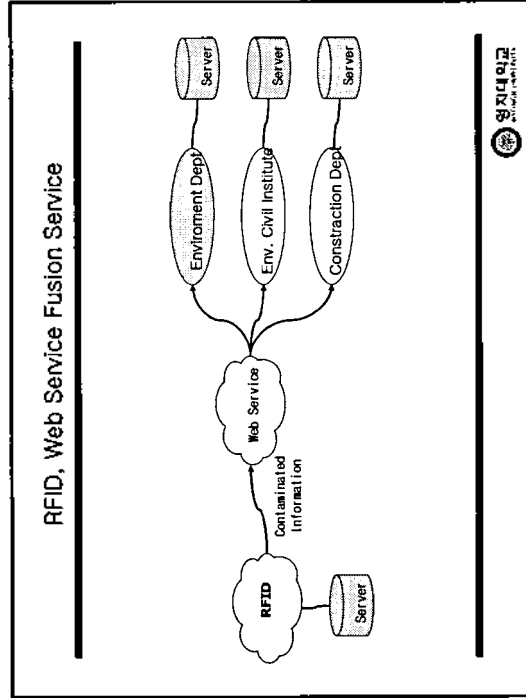 RFID, Web Service Fusion Service
RFID
Server
Contaminated
Information
Web Service
Enviroment Dept
Server
Env. Civil Institute
Server
Constraction Dept
Server
명지대학교